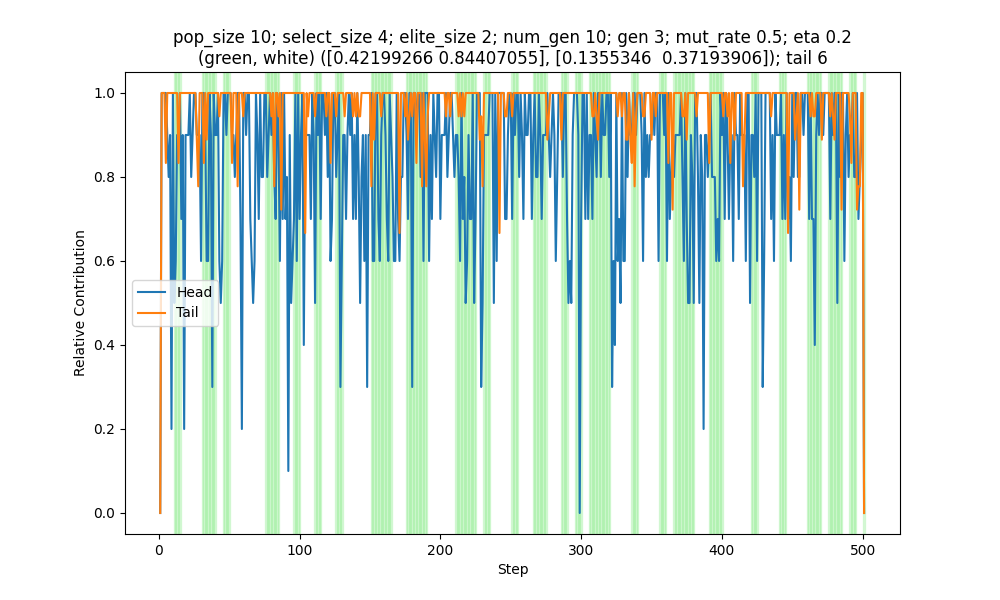 pop_size 10; select_size 4; elite_size 2; num_gen 10; gen 3; mut_rate 0.5; eta 0.2
(green, white) ([0.42199266 0.84407055], [0.1355346  0.37193906]); tail 6
1.0
0.8
0.6
0.4
0.2
0.0
Relative Contribution
Head
Tail
0
100
200
300
400
500
Step